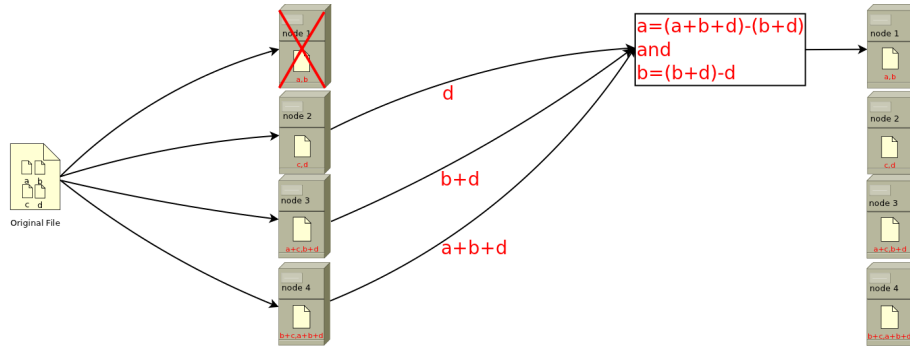 a b
c d
Original File
node 1
a,b
node 2
c,d
node 3
a+c,b+d
node 4
b+c,a+b+d
d
b+d
a+b+d
a=(a+b+d)-(b+d)
and
b=(b+d)-d
node 1
a,b
node 2
c,d
node 3
a+c,b+d
node 4
b+c,a+b+d